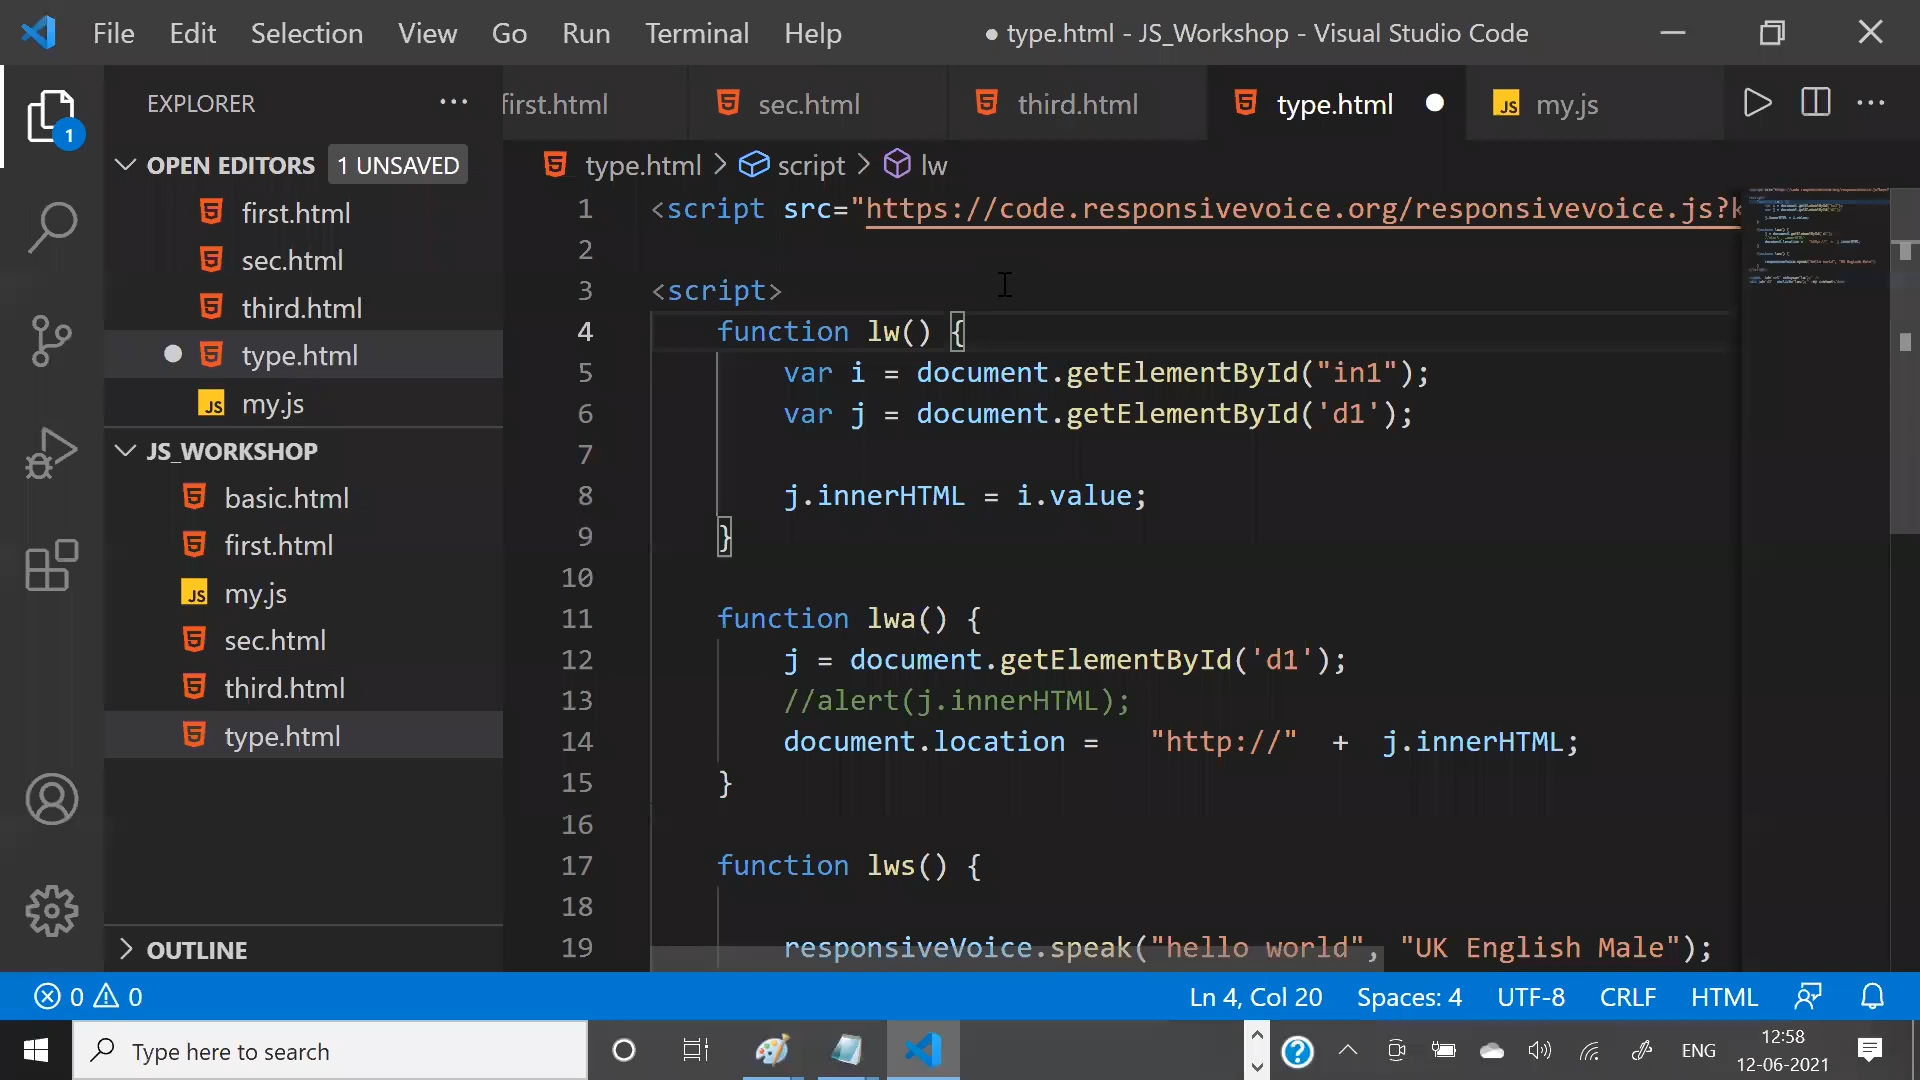 File Edit Selection View Go Run Terminal Help
● type.html - JS_Workshop - Visual Studio Code
EXPLORER
first.html sec.html third.html type.html my.js
1
OPEN EDITORS 1 UNSAVED
first.html
sec.html
third.html
type.html
my.js
JS_WORKSHOP
basic.html
first.html
my.js
sec.html
third.html
type.html
OUTLINE
type.html > script > lw
1 <script src="https://code.responsivevoice.org/responsivevoice.js?k
2
3 <script>
4 function lw() {
5 var i = document.getElementById("in1");
6 var j = document.getElementById('d1');
7
8 j.innerHTML = i.value;
9 }
10
11 function lwa() {
12 j = document.getElementById('d1');
13 //alert(j.innerHTML);
14 document.location = "http://" + j.innerHTML;
15 }
16
17 function lws() {
18
19 responsiveVoice.speak("hello world", "UK English Male");
0 0
Ln 4, Col 20 Spaces: 4 UTF-8 CRLF HTML
Type here to search
ENG
12:58
12-06-2021